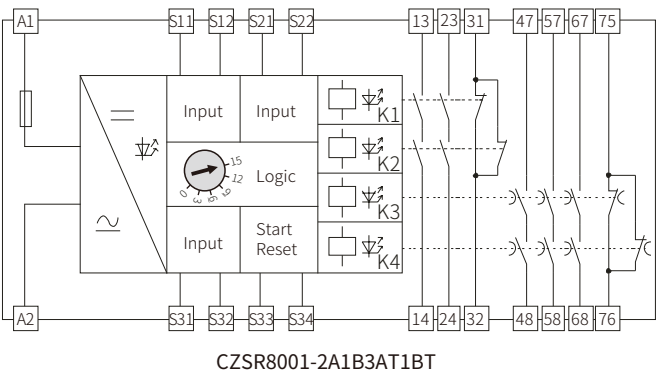 A1 S11 S12 S21 S22 13 23 31 47 57 67 75
Input Input
K1
K2
Logic
0 3 6 9 12 15
K3
Input Start
Reset
K4
A2 S31 S32 S33 S34 14 24 32 48 58 68 76
CZSR8001-2A1B3AT1BT